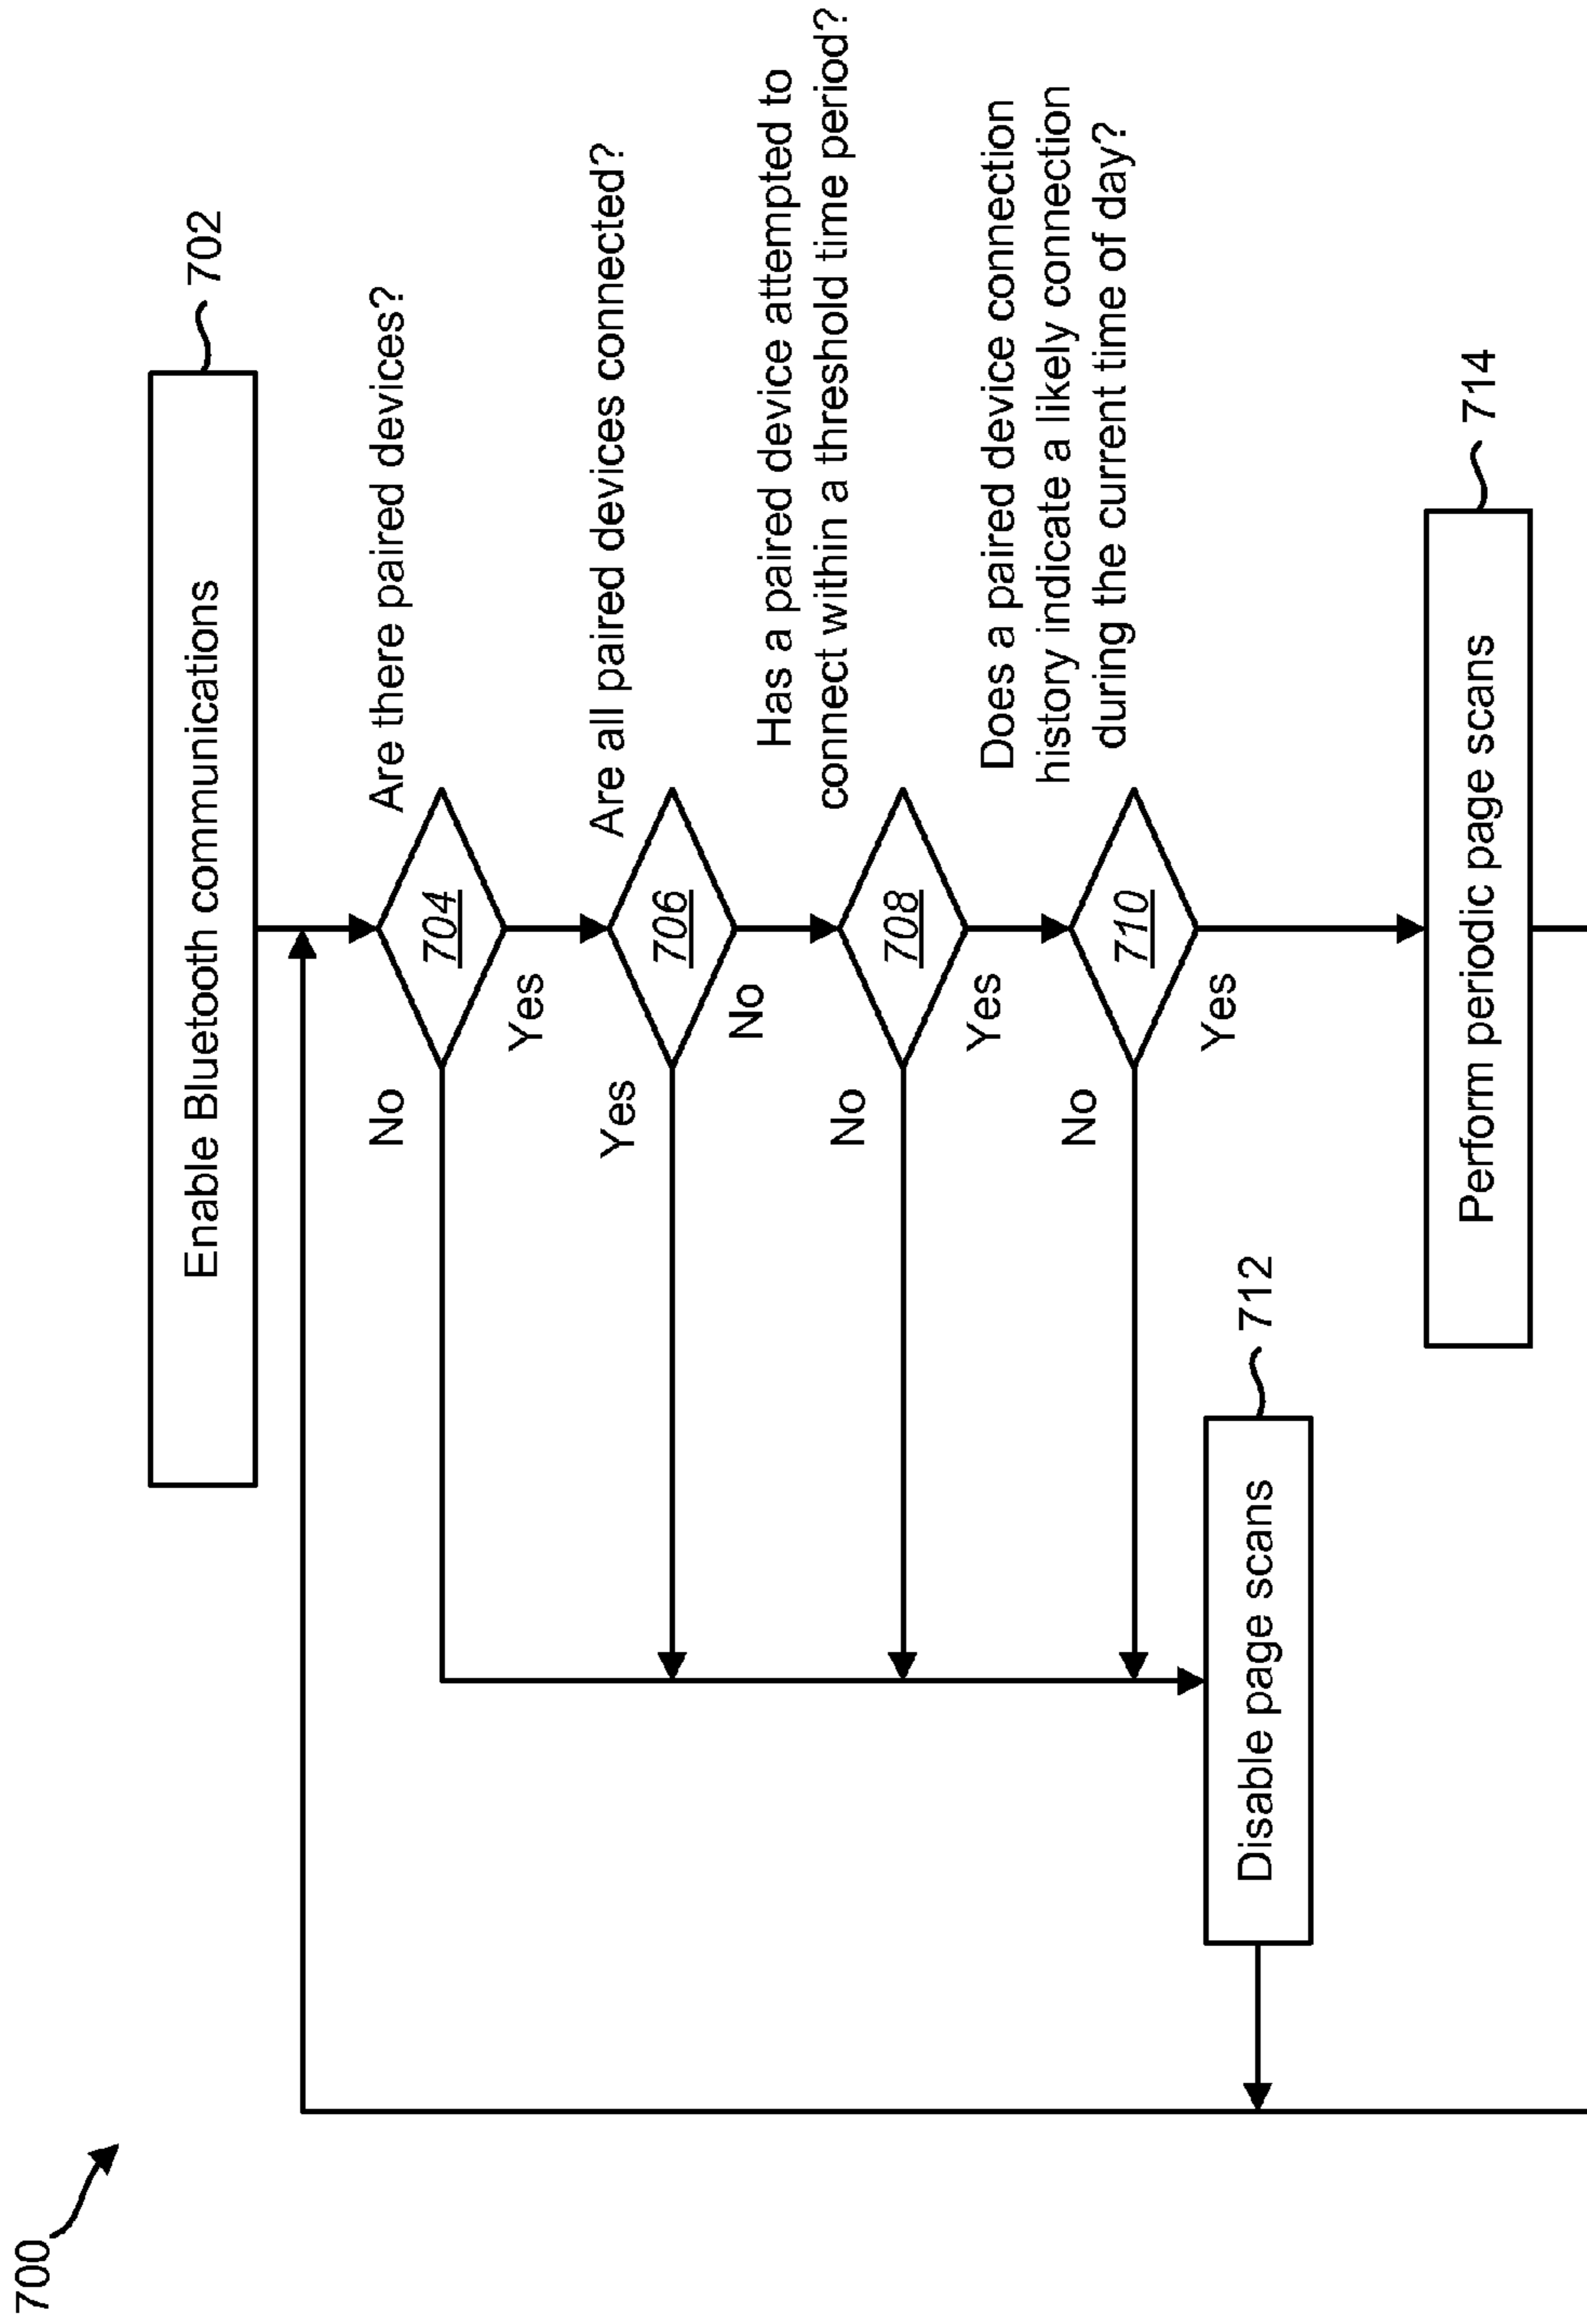 700
Enable Bluetooth communications
702
Are there paired devices?
704
No
Yes
Are all paired devices connected?
706
Yes
No
Has a paired device attempted to
connect within a threshold time period?
708
No
Yes
Does a paired device connection
history indicate a likely connection
during the current time of day?
710
No
Yes
Disable page scans
712
Perform periodic page scans
714